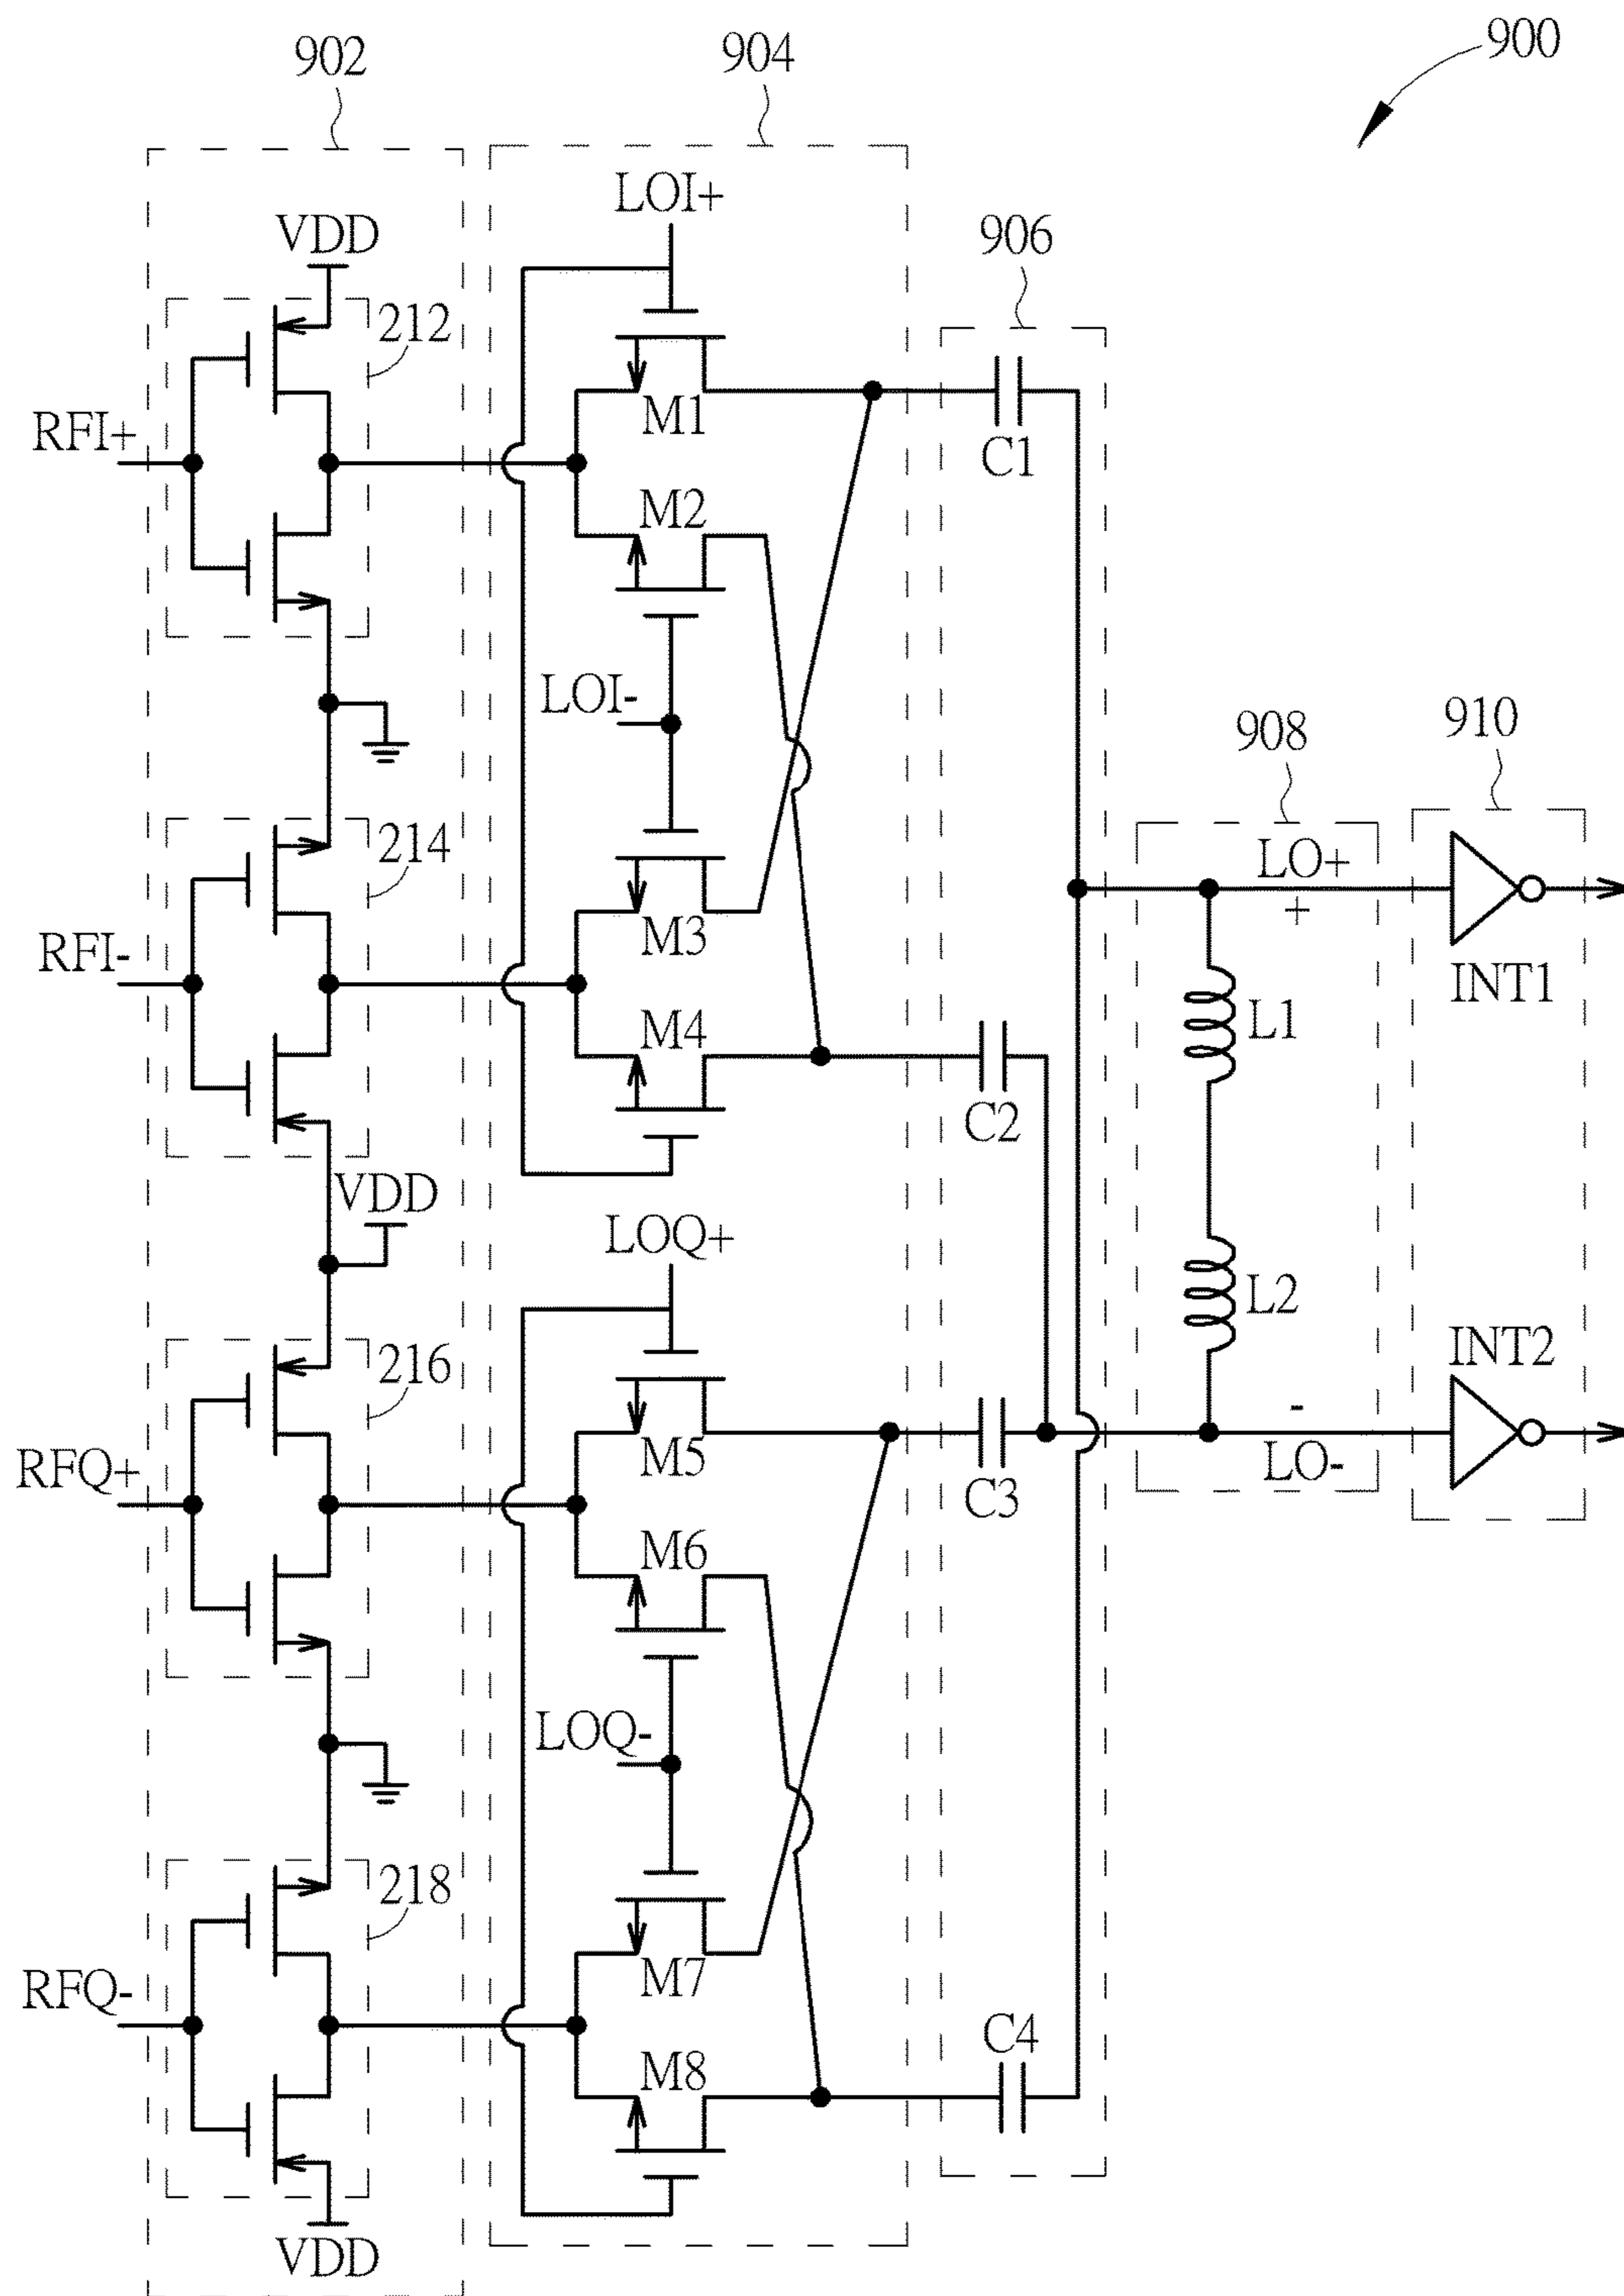 900
902
904
LOI+
906
VDD
212
RFI+
M1
C1
M2
LOI-
908
910
214
LO+
+
RFI-
M3
INT1
L1
M4
C2
VDD
LOQ+
L2
216
INT2
-
RFQ+
M5
LO-
C3
M6
LOQ-
218
RFQ-
M7
C4
M8
VDD